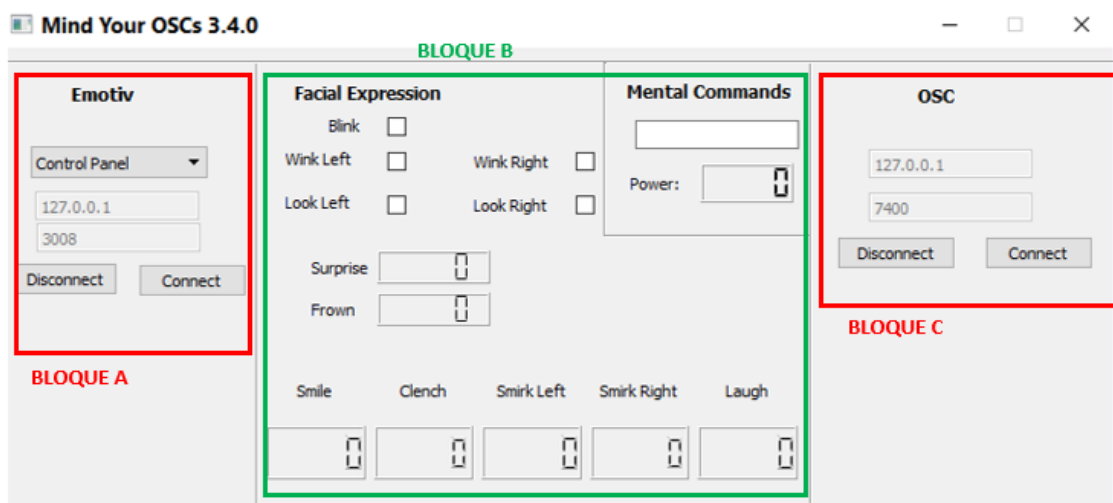 Mind Your OSCs 3.4.0
BLOQUE B
Emotiv
Control Panel
127.0.0.1
3008
Disconnect Connect
BLOQUE A
Facial Expression
Blink
Wink Left Wink Right
Look Left Look Right
Surprise 0
Frown 0
Smile Clench Smirk Left Smirk Right Laugh
0 0 0 0 0
Mental Commands
Power: 0
OSC
127.0.0.1
7400
Disconnect Connect
BLOQUE C